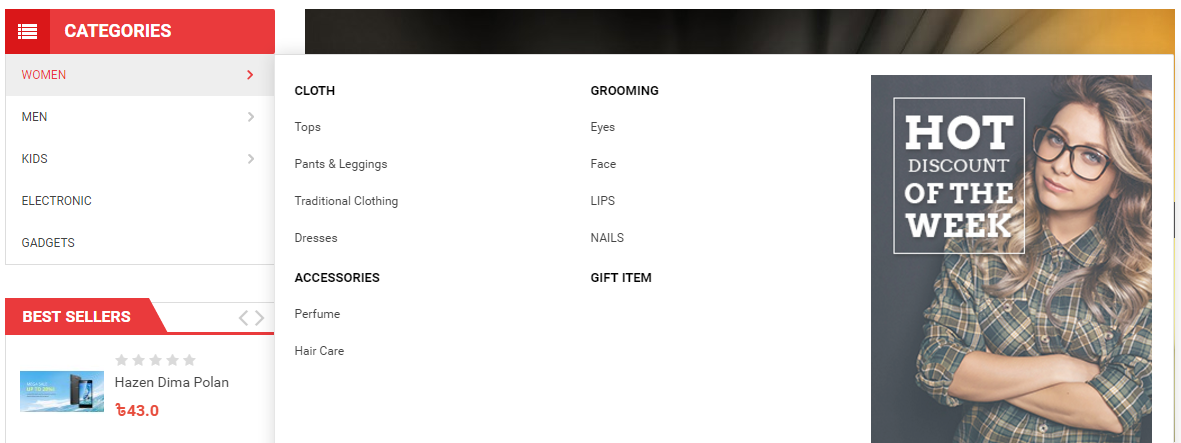 CATEGORIES
WOMEN
MEN
KIDS
ELECTRONIC
GADGETS
BEST SELLERS
Hazen Dima Polan
৳43.0
CLOTH
Tops
Pants & Leggings
Traditional Clothing
Dresses
ACCESSORIES
Perfume
Hair Care
GROOMING
Eyes
Face
LIPS
NAILS
GIFT ITEM
HOT
DISCOUNT
OF THE
WEEK